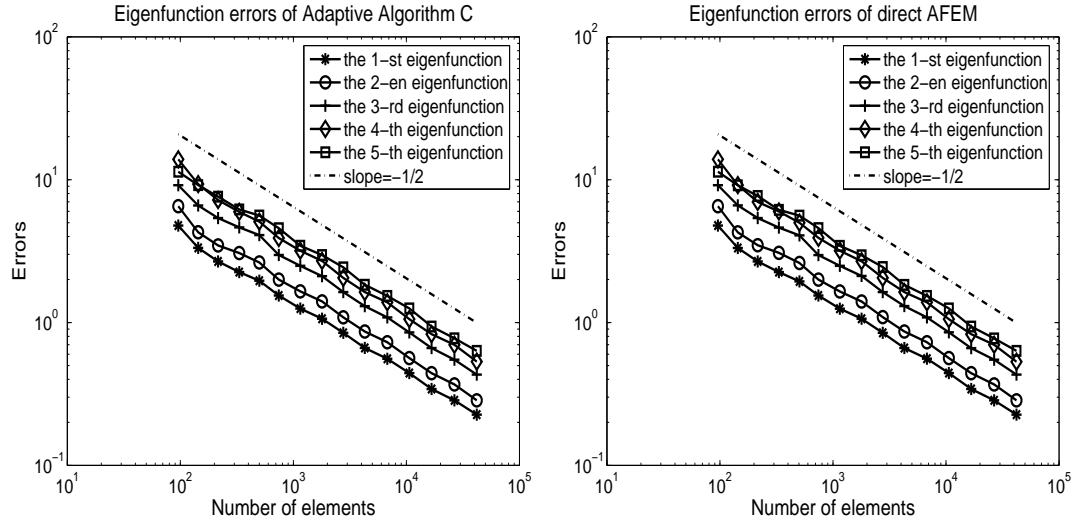 Eigenfunction errors of Adaptive Algorithm C
10^2
10^1
10^0
10^-1
Errors
the 1-st eigenfunction
the 2-en eigenfunction
the 3-rd eigenfunction
the 4-th eigenfunction
the 5-th eigenfunction
slope=-1/2
10^1 10^2 10^3 10^4 10^5
Number of elements
Eigenfunction errors of direct AFEM
10^2
10^1
10^0
10^-1
Errors
the 1-st eigenfunction
the 2-en eigenfunction
the 3-rd eigenfunction
the 4-th eigenfunction
the 5-th eigenfunction
slope=-1/2
10^1 10^2 10^3 10^4 10^5
Number of elements